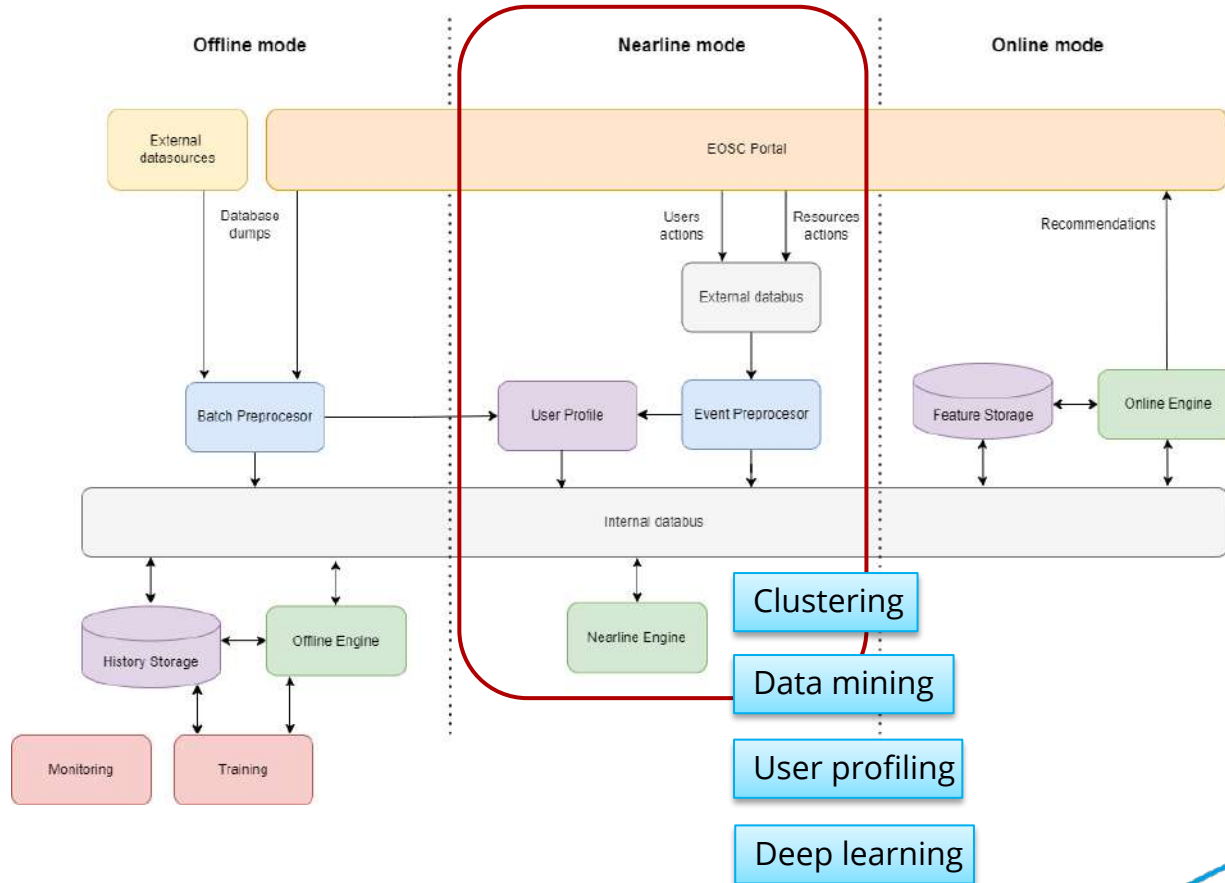 Offline mode
Nearline mode
Online mode
External
datasources
EOSC Portal
Database
dumps
Users
actions
Resources
actions
Recommendations
External databus
Batch Preprocesor
User Profile
Event Preprocesor
Feature Storage
Online Engine
Internal databus
History Storage
Offline Engine
Nearline Engine
Clustering
Data mining
Monitoring
Training
User profiling
Deep learning